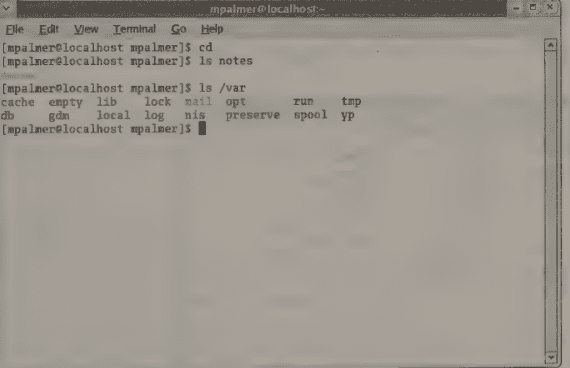 mpalmer@localhost:~
File Edit View Terminal Go Help
[mpalmer@localhost mpalmer]$ cd
[mpalmer@localhost mpalmer]$ ls notes
[mpalmer@localhost mpalmer]$ ls /var
cache empty lib lock mail opt run tmp
db gdm local log nis preserve spool yp
[mpalmer@localhost mpalmer]$